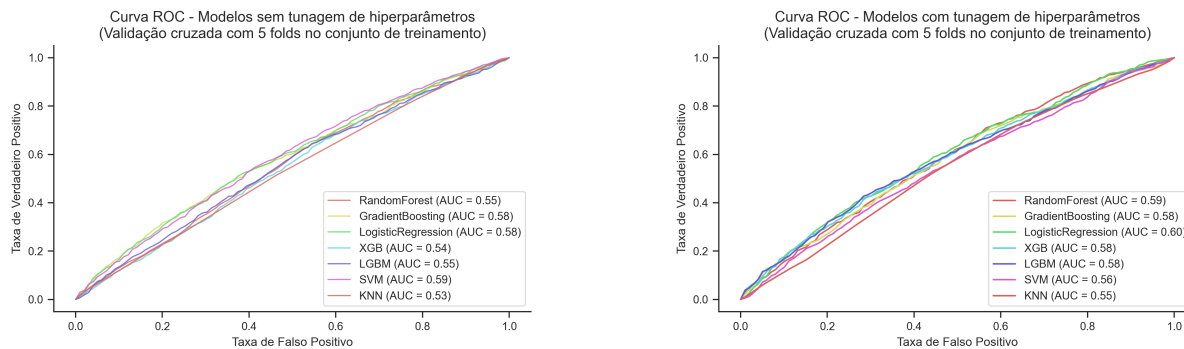 Curva ROC - Modelos sem tunagem de hiperparâmetros
(Validação cruzada com 5 folds no conjunto de treinamento)
Taxa de Verdadeiro Positivo
1.0
0.8
0.6
0.4
0.2
0.0
RandomForest (AUC = 0.55)
GradientBoosting (AUC = 0.58)
LogisticRegression (AUC = 0.58)
XGB (AUC = 0.54)
LGBM (AUC = 0.55)
SVM (AUC = 0.59)
KNN (AUC = 0.53)
0.0 0.2 0.4 0.6 0.8 1.0
Taxa de Falso Positivo
Curva ROC - Modelos com tunagem de hiperparâmetros
(Validação cruzada com 5 folds no conjunto de treinamento)
Taxa de Verdadeiro Positivo
1.0
0.8
0.6
0.4
0.2
0.0
RandomForest (AUC = 0.59)
GradientBoosting (AUC = 0.58)
LogisticRegression (AUC = 0.60)
XGB (AUC = 0.58)
LGBM (AUC = 0.58)
SVM (AUC = 0.56)
KNN (AUC = 0.55)
0.0 0.2 0.4 0.6 0.8 1.0
Taxa de Falso Positivo